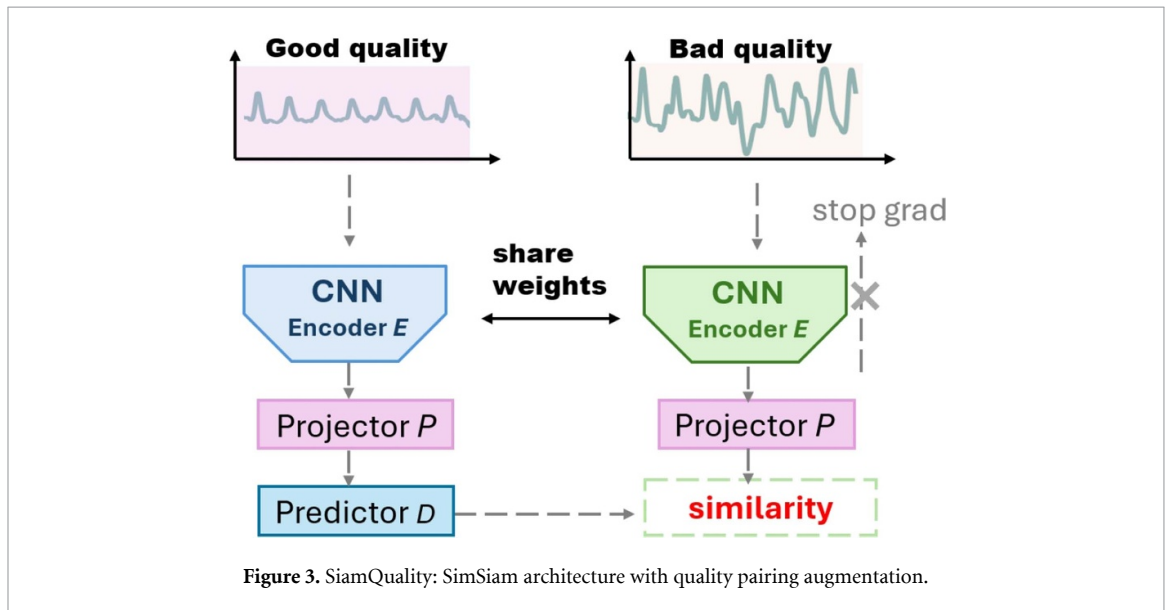 Good quality
Bad quality
stop grad
share
weights
CNN
Encoder E
CNN
Encoder E
Projector P
Projector P
Predictor D
similarity
Figure 3. SiamQuality: SimSiam architecture with quality pairing augmentation.